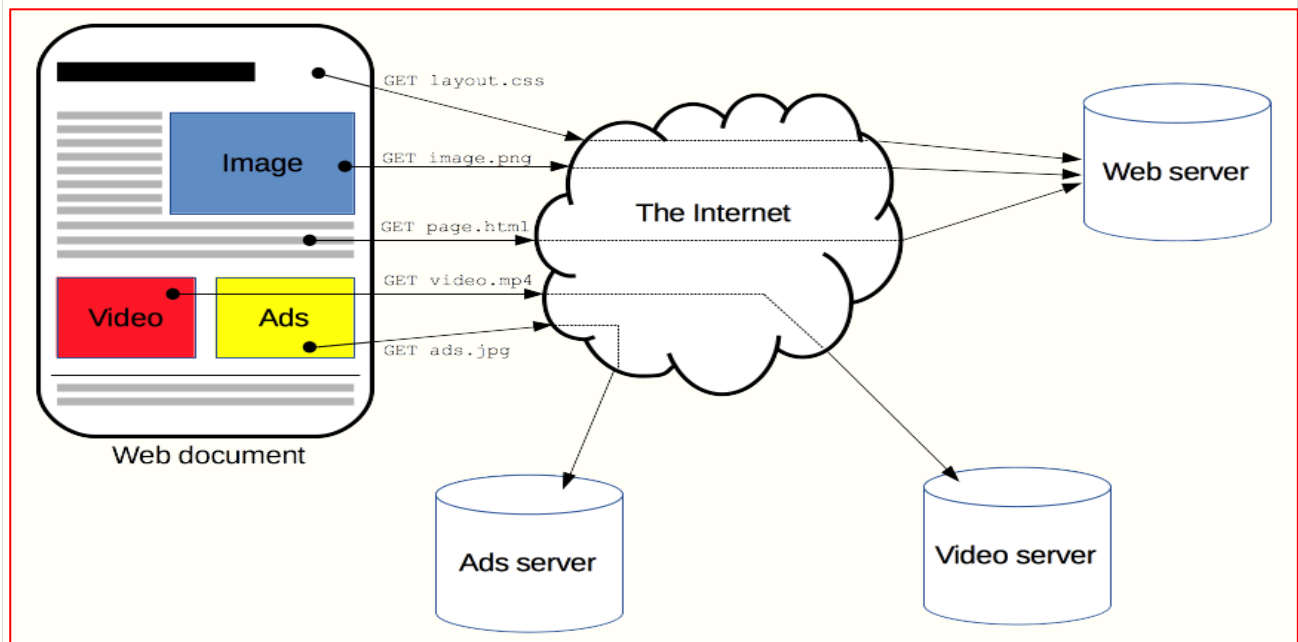 GET layout.css
Image
GET image.png
Web server
The Internet
GET page.html
GET video.mp4
Video
Ads
GET ads.jpg
Web document
Ads server
Video server